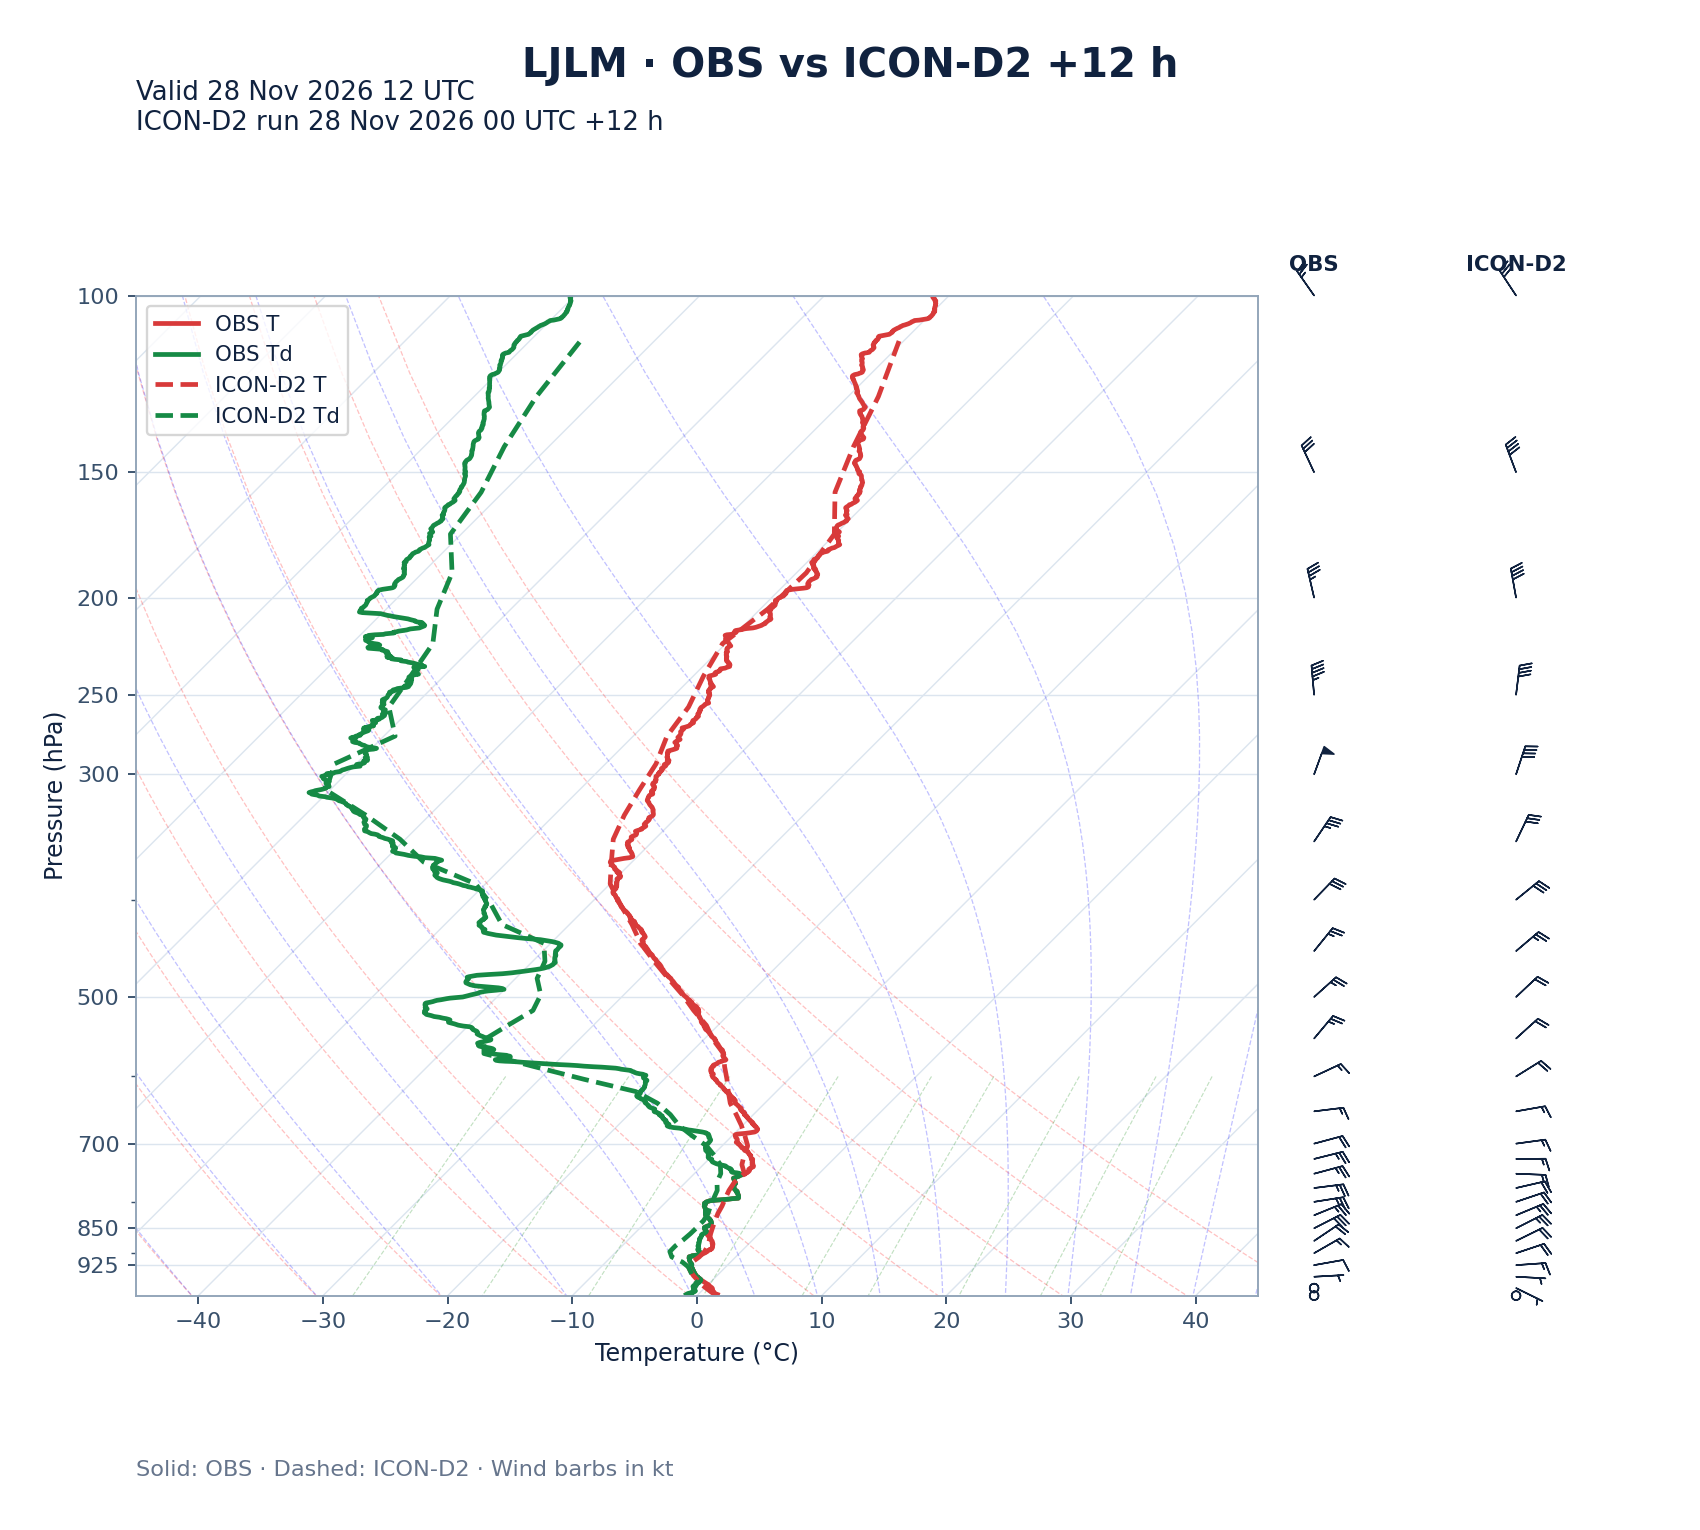 LJLM · OBS vs ICON-D2 +12 h
Valid 28 Nov 2026 12 UTC
ICON-D2 run 28 Nov 2026 00 UTC +12 h
OBS
ICON-D2
OBS T
OBS Td
ICON-D2 T
ICON-D2 Td
100
150
200
250
300
500
700
850
925
Pressure (hPa)
−40 −30 −20 −10 0 10 20 30 40
Temperature (°C)
Solid: OBS · Dashed: ICON-D2 · Wind barbs in kt